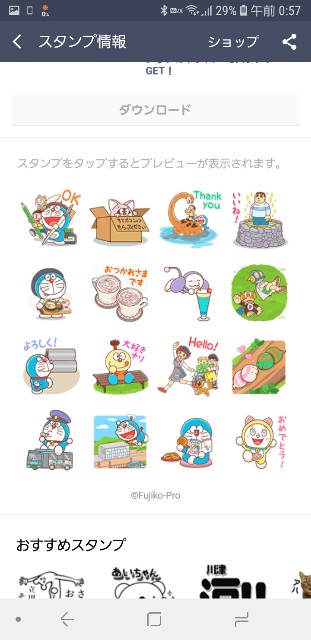 29% 午前 0:57
スタンプ情報
ショップ
GET！
ダウンロード
スタンプをタップするとプレビューが表示されます。
OK
Thank
you
いいね！
おつかれさま
です
よろしく！
大好き
ナリ
Hello!
おめでとう！
©Fujiko-Pro
おすすめスタンプ
あいちゃん
川津